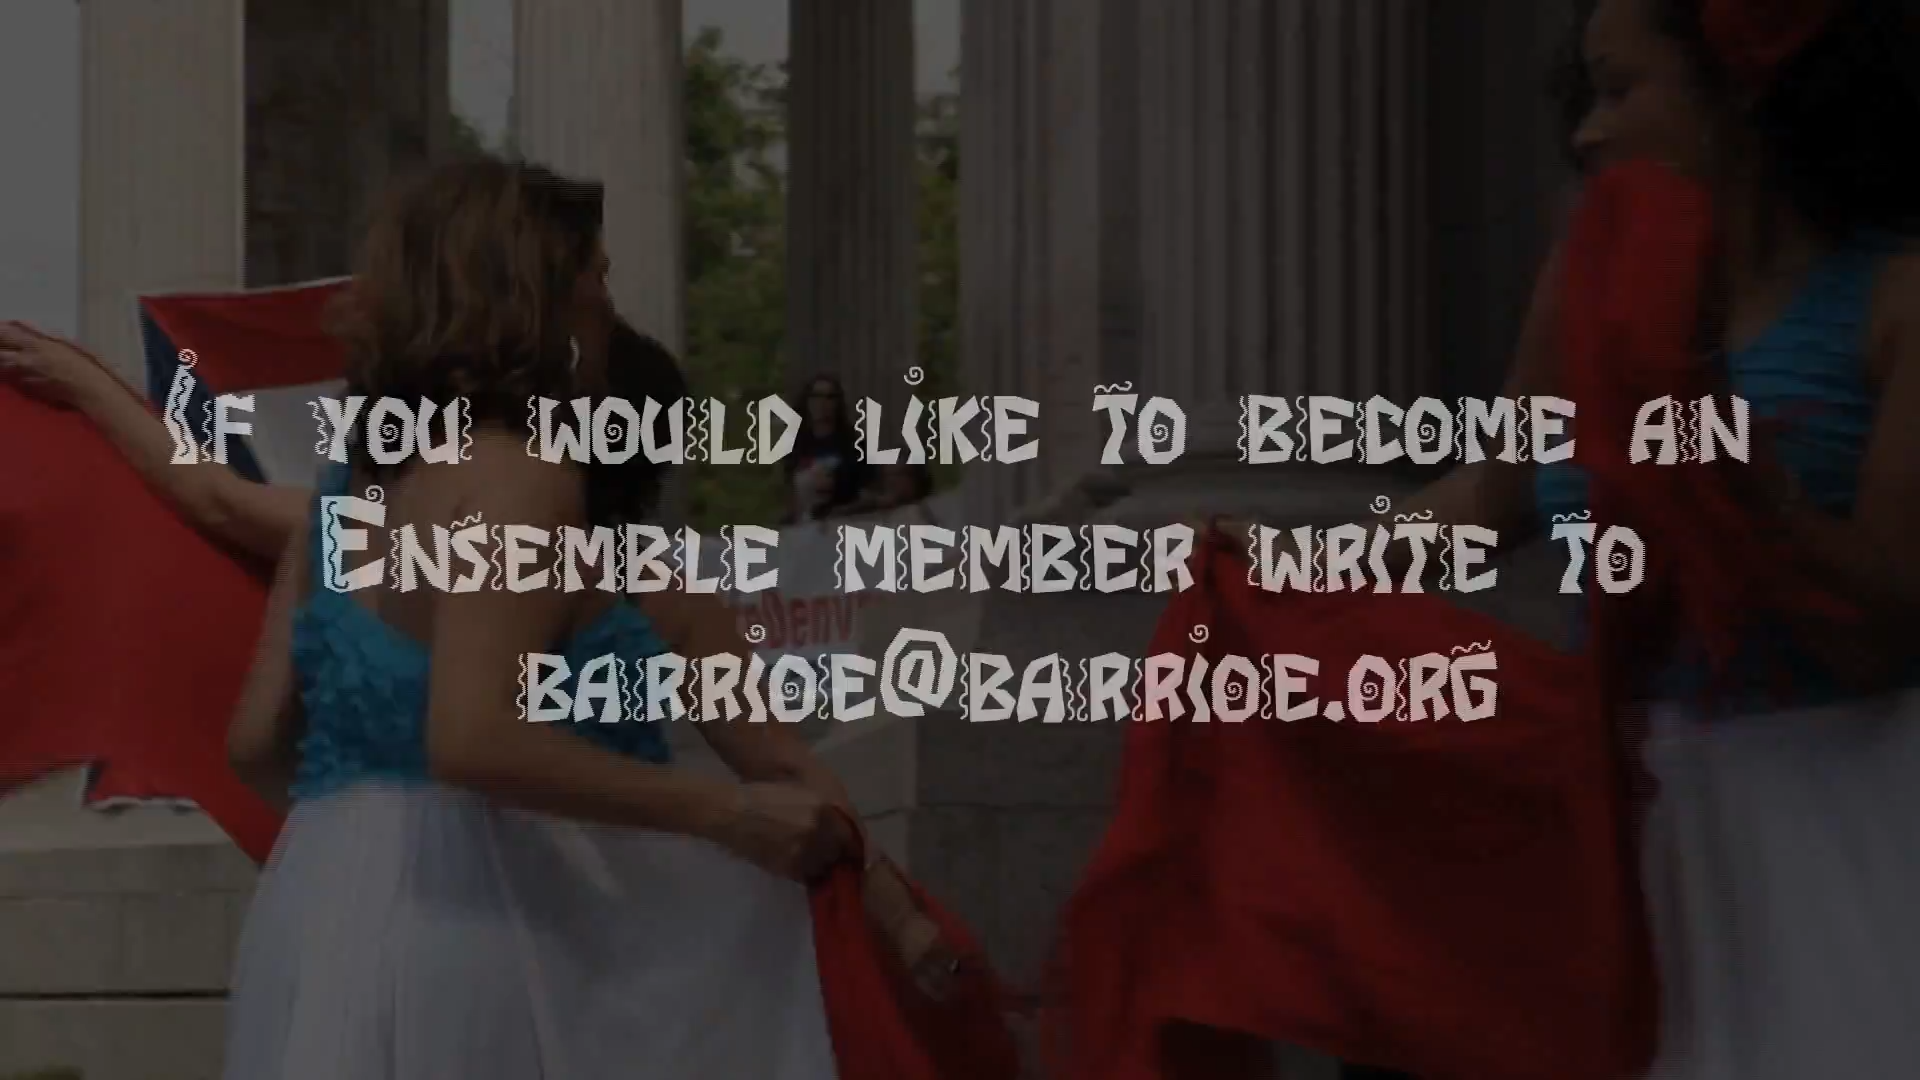 If you would like to become an
Ensemble member write to
barrioe@barrioe.org